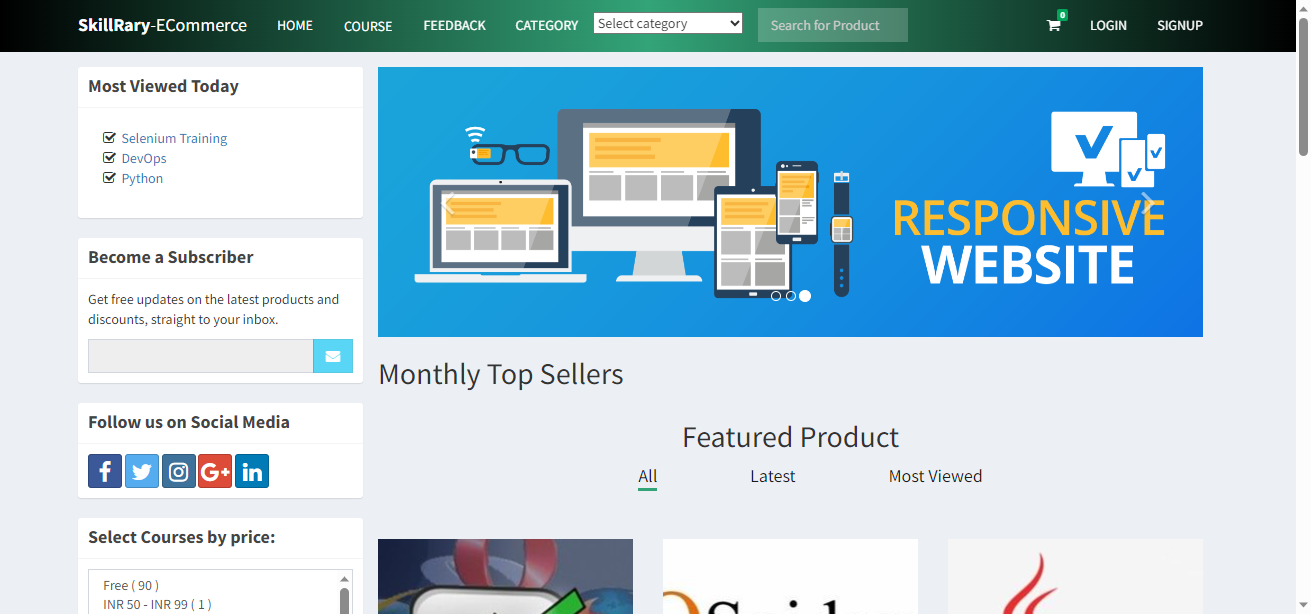 SkillRary-ECommerce HOME COURSE FEEDBACK CATEGORY Select category Search for Product 0 LOGIN SIGNUP
Most Viewed Today
Selenium Training
DevOps
Python
Become a Subscriber
Get free updates on the latest products and
discounts, straight to your inbox.
Follow us on Social Media
Select Courses by price:
Free ( 90 )
INR 50 - INR 99 ( 1 )
RESPONSIVE
WEBSITE
Monthly Top Sellers
Featured Product
All Latest Most Viewed